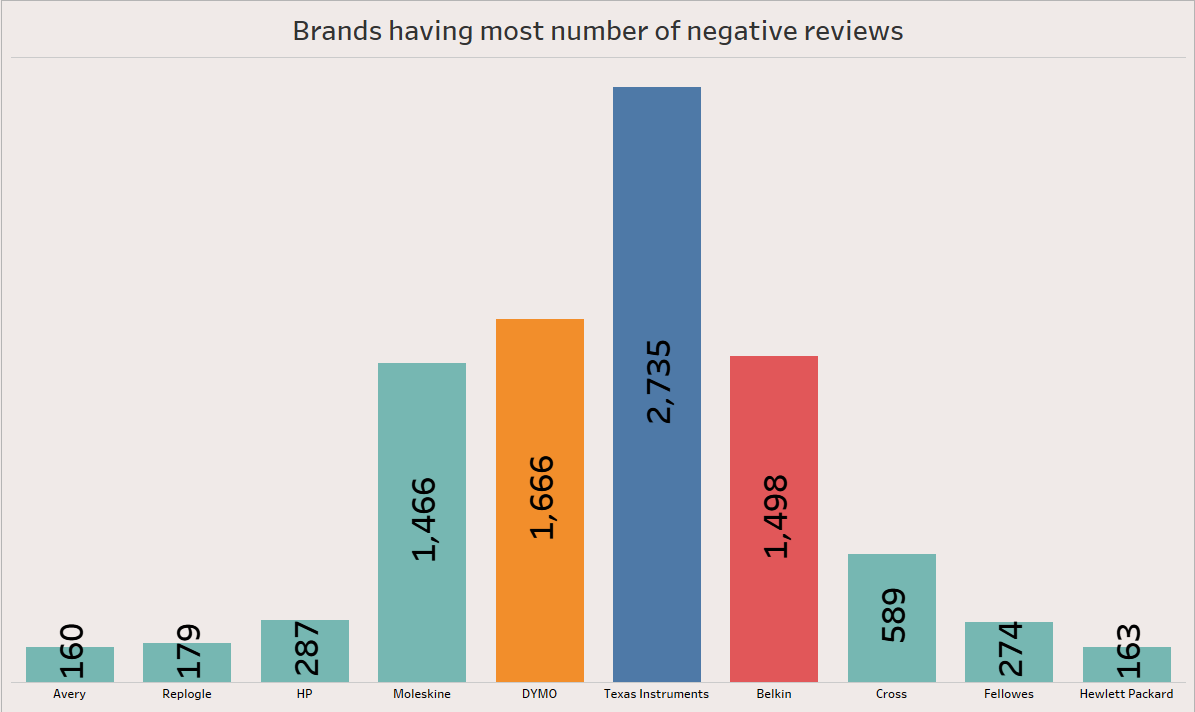 Brands having most number of negative reviews
160
179
287
1,466
1,666
2,735
1,498
589
274
163
Avery
Replogle
HP
Moleskine
DYMO
Texas Instruments
Belkin
Cross
Fellowes
Hewlett Packard